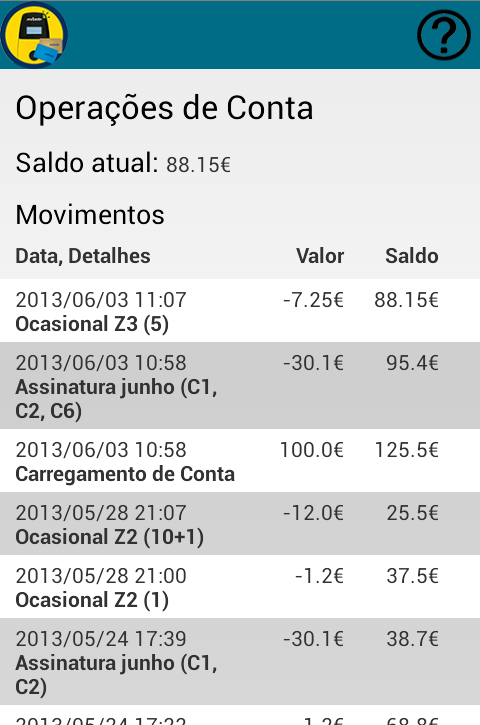 Operações de Conta
Saldo atual: 88.15€
Movimentos
Data, Detalhes Valor Saldo
2013/06/03 11:07 -7.25€ 88.15€
Ocasional Z3 (5)
2013/06/03 10:58 -30.1€ 95.4€
Assinatura junho (C1,
C2, C6)
2013/06/03 10:58 100.0€ 125.5€
Carregamento de Conta
2013/05/28 21:07 -12.0€ 25.5€
Ocasional Z2 (10+1)
2013/05/28 21:00 -1.2€ 37.5€
Ocasional Z2 (1)
2013/05/24 17:39 -30.1€ 38.7€
Assinatura junho (C1,
C2)